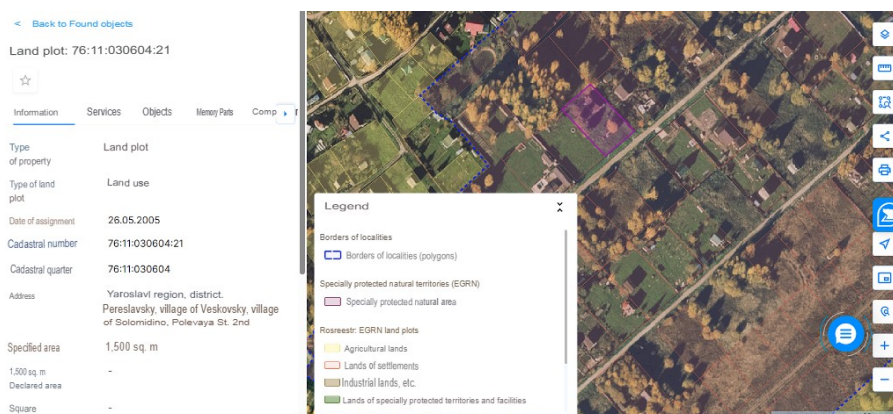 < Back to Found objects
Land plot: 76:11:030604:21
Information Services Objects Memory Parts Comp
Type of property
Land plot
Type of land plot
Land use
Date of assignment
26.05.2005
Cadastral number
76:11:030604:21
Cadastral quarter
76:11:030604
Address
Yaroslavl region, district.
Pereslavsky, village of Veskovsky, village
of Solomidino, Polevaya St. 2nd
Specified area
1,500 sq. m
1,500 sq. m
Declared area
-
Square
-
Legend
Borders of localities
Borders of localities (polygons)
Specially protected natural territories (EGRN)
Specially protected natural area
Rosreestr: EGRN land plots
Agricultural lands
Lands of settlements
Industrial lands, etc.
Lands of specially protected territories and facilities